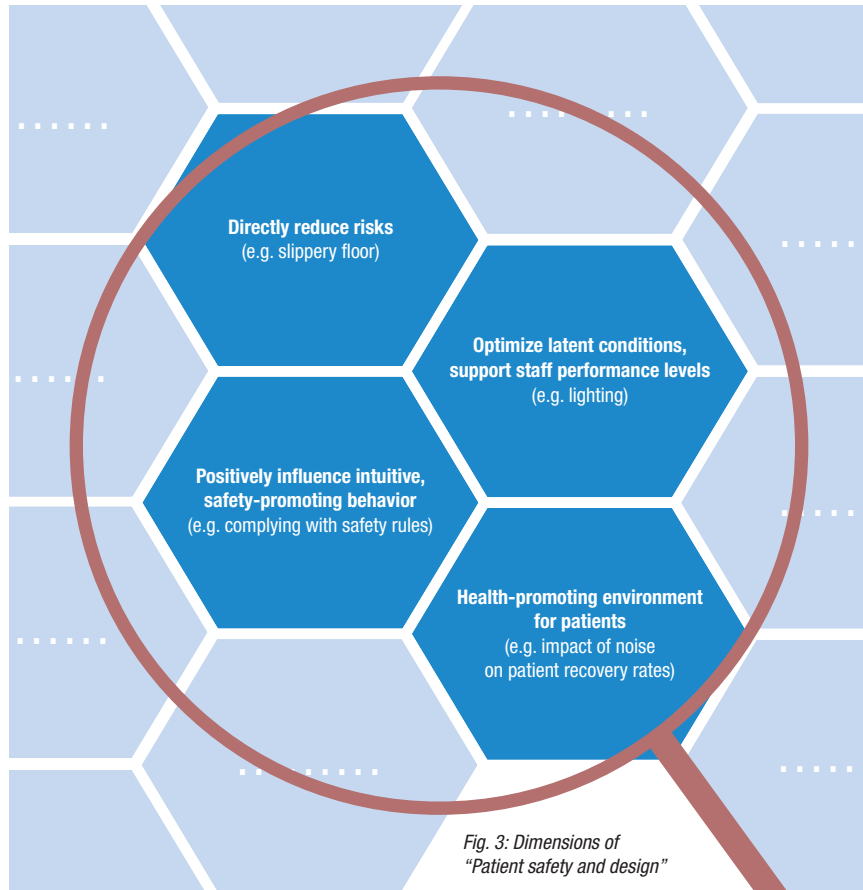 Directly reduce risks
(e.g. slippery floor)
Optimize latent conditions,
support staff performance levels
(e.g. lighting)
Positively influence intuitive,
safety-promoting behavior
(e.g. complying with safety rules)
Health-promoting environment
for patients
(e.g. impact of noise
on patient recovery rates)
Fig. 3: Dimensions of
“Patient safety and design”